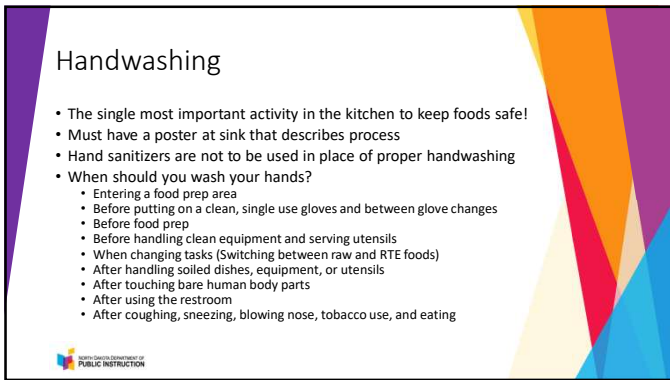 Handwashing
• The single most important activity in the kitchen to keep foods safe!
• Must have a poster at sink that describes process
• Hand sanitizers are not to be used in place of proper handwashing
• When should you wash your hands?
• Entering a food prep area
• Before putting on a clean, single use gloves and between glove changes
• Before food prep
• Before handling clean equipment and serving utensils
• When changing tasks (Switching between raw and RTE foods)
• After handling soiled dishes, equipment, or utensils
• After touching bare human body parts
• After using the restroom
• After coughing, sneezing, blowing nose, tobacco use, and eating
NORTH DAKOTA DEPARTMENT OF
PUBLIC INSTRUCTION